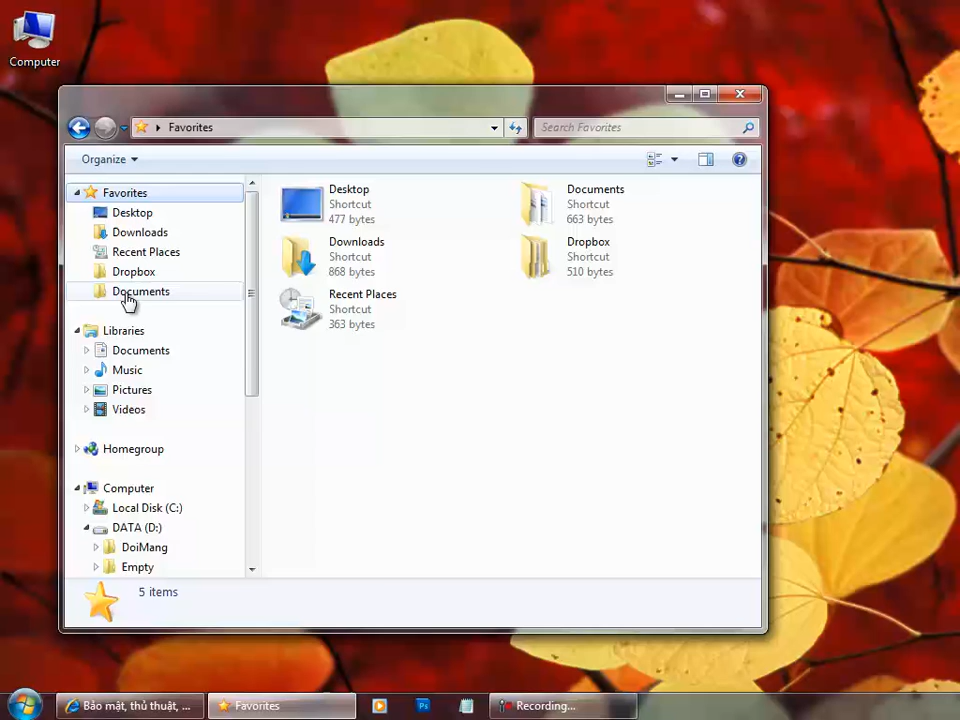 Computer
Favorites
Search Favorites
Organize
Favorites
Desktop
Downloads
Recent Places
Dropbox
Documents
Libraries
Documents
Music
Pictures
Videos
Homegroup
Computer
Local Disk (C:)
DATA (D:)
DoiMang
Empty
Desktop
Shortcut
477 bytes
Documents
Shortcut
663 bytes
Downloads
Shortcut
868 bytes
Dropbox
Shortcut
510 bytes
Recent Places
Shortcut
363 bytes
5 items
Bảo mật, thủ thuật, ...
Favorites
Recording...